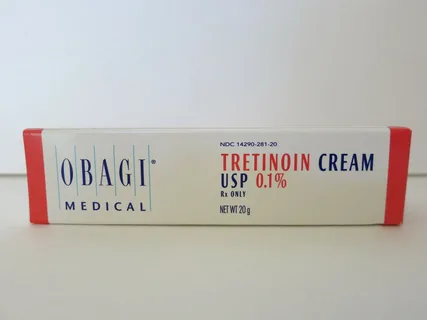 OBAGI®
MEDICAL
NDC 14290-281-20
TRETINOIN CREAM
USP 0.1%
Rx ONLY
NET WT 20 g